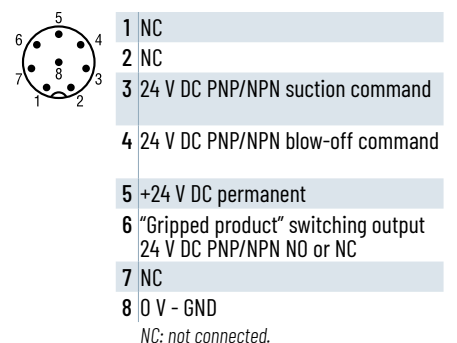 5
6 4
8
7 3
1 2
1 NC
2 NC
3 24 V DC PNP/NPN suction command
4 24 V DC PNP/NPN blow-off command
5 +24 V DC permanent
6 “Gripped product” switching output
24 V DC PNP/NPN NO or NC
7 NC
8 0 V - GND
NC: not connected.